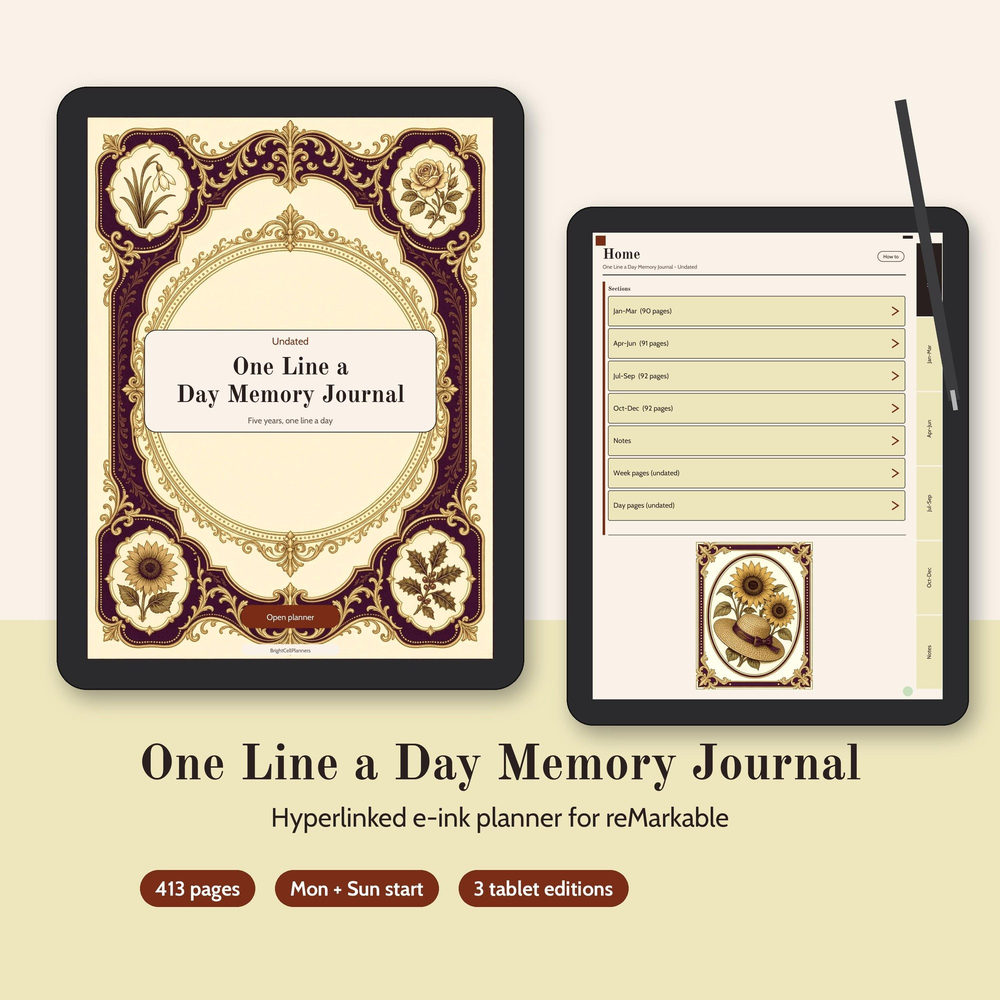 Undated
One Line a
Day Memory Journal
Five years, one line a day
Open planner
BrightCellPlanners
Home
One Line a Day Memory Journal - Undated
How to
Sections
Jan-Mar (90 pages)
Apr-Jun (91 pages)
Jul-Sep (92 pages)
Oct-Dec (92 pages)
Notes
Week pages (undated)
Day pages (undated)
Jan-Mar
Apr-Jun
Jul-Sep
Oct-Dec
Notes
One Line a Day Memory Journal
Hyperlinked e-ink planner for reMarkable
413 pages
Mon + Sun start
3 tablet editions